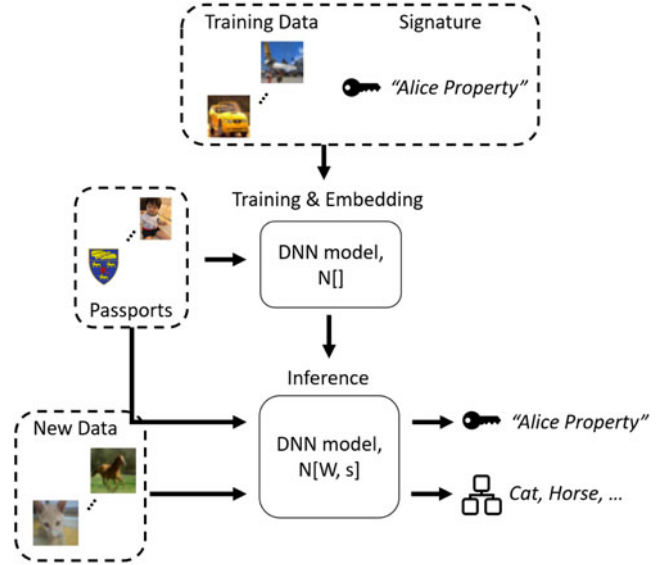 Training Data
Signature
“Alice Property”
Training & Embedding
DNN model,
N[]
Passports
Inference
New Data
DNN model,
N[W, s]
“Alice Property”
Cat, Horse, ...